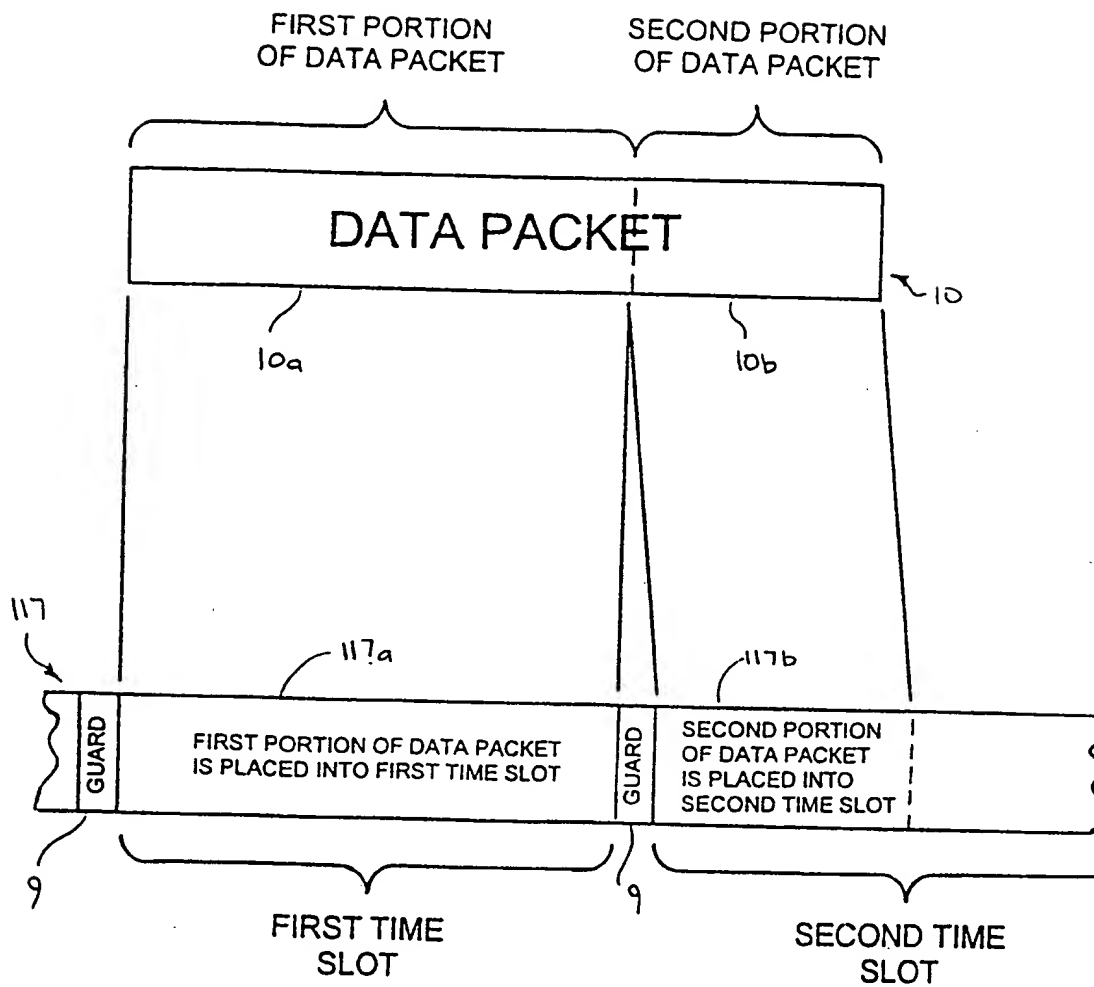 FIRST PORTION
OF DATA PACKET
SECOND PORTION
OF DATA PACKET
DATA PACKET
10
10a
10b
117
117a
117b
GUARD
FIRST PORTION OF DATA PACKET
IS PLACED INTO FIRST TIME SLOT
GUARD
SECOND PORTION
OF DATA PACKET
IS PLACED INTO
SECOND TIME SLOT
9
9
FIRST TIME
SLOT
SECOND TIME
SLOT